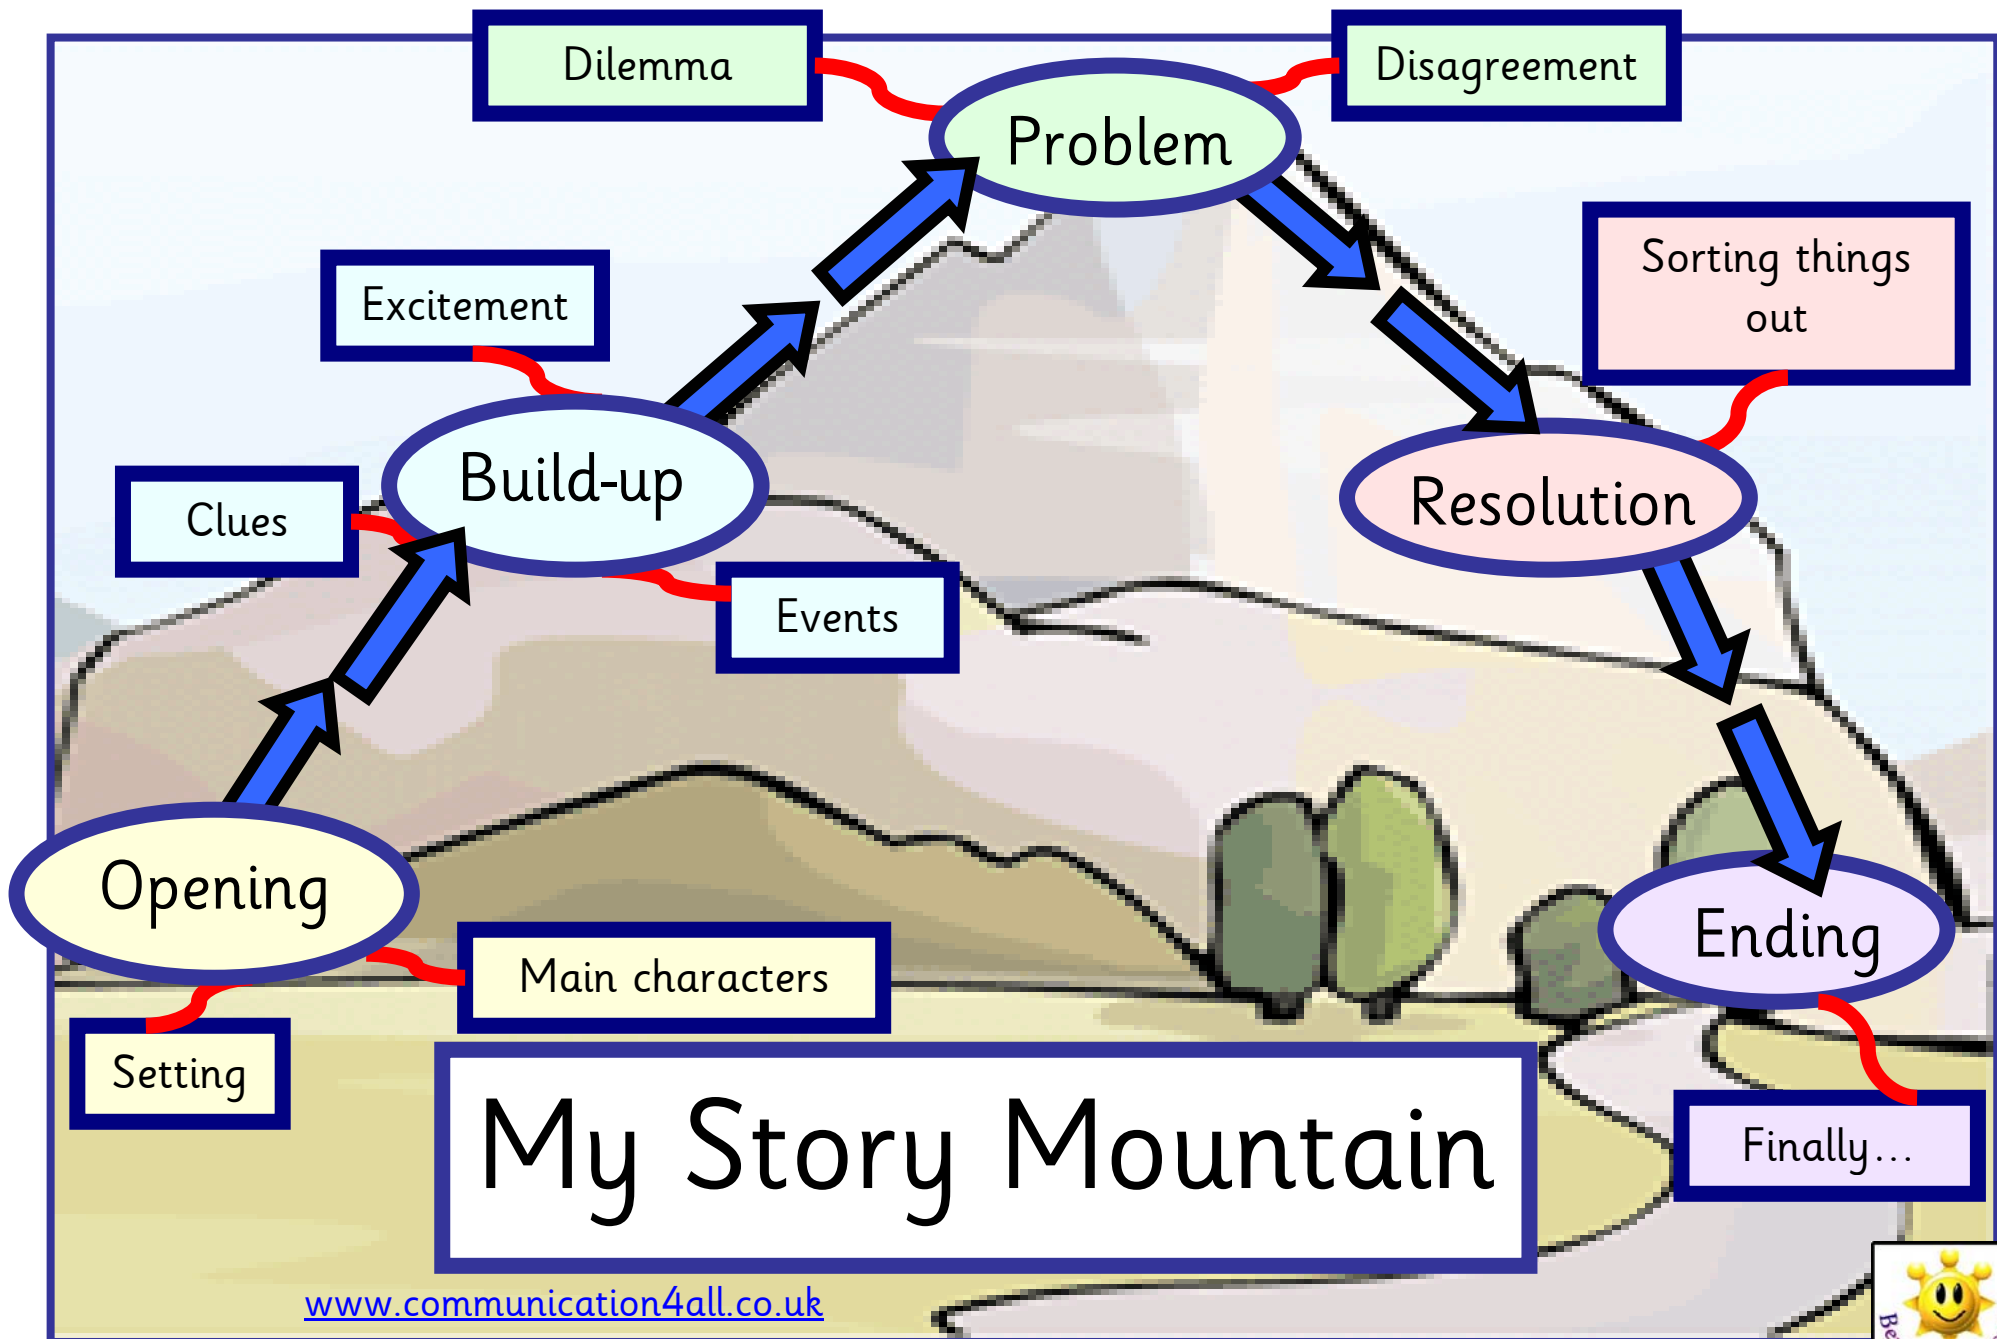 Dilemma
Problem
Disagreement
Sorting things
out
Excitement
Build-up
Resolution
Clues
Events
Opening
Main characters
Setting
Ending
Finally...
My Story Mountain
www.communication4all.co.uk